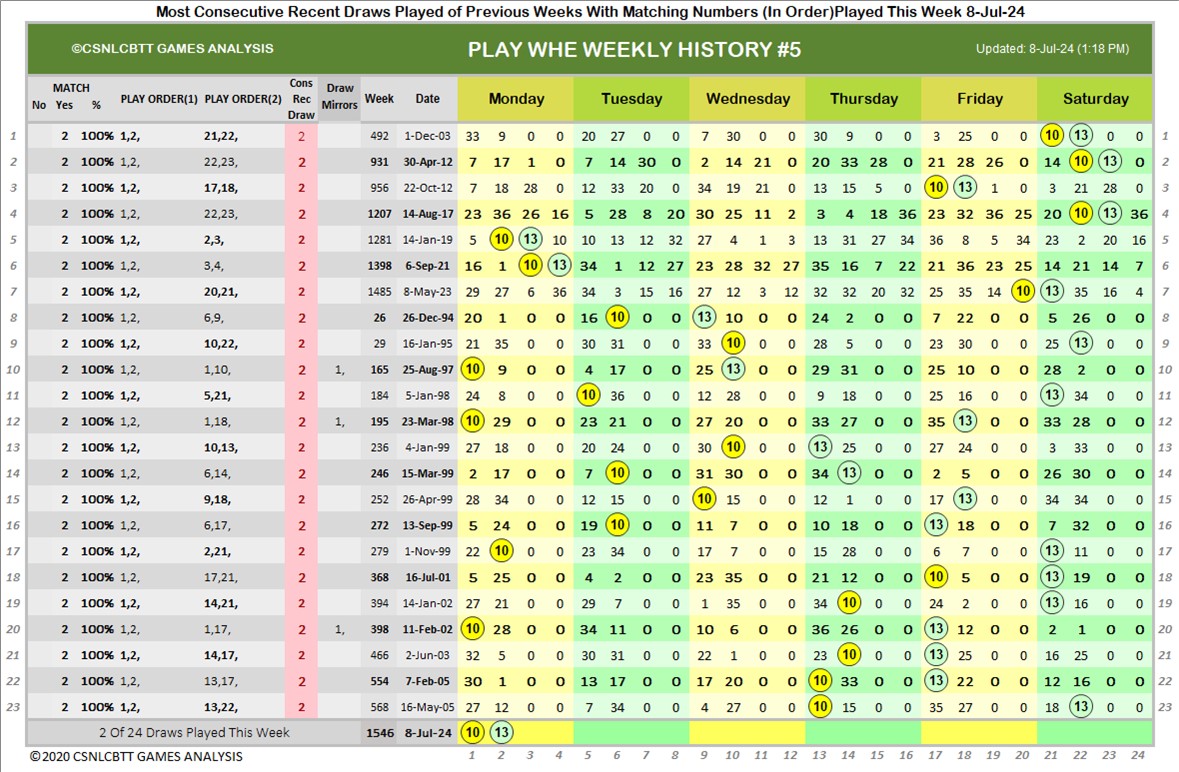 Most Consecutive Recent Draws Played of Previous Weeks With Matching Numbers (In Order)Played This Week 8-Jul-24
©CSNLCBTT GAMES ANALYSIS PLAY WHE WEEKLY HISTORY #5 Updated: 8-Jul-24 (1:18 PM)
MATCH No Yes % PLAY ORDER(1) PLAY ORDER(2) Cons Rec Draw Draw Mirrors Week Date Monday Tuesday Wednesday Thursday Friday Saturday
1 2 100% 1,2, 21,22, 2 492 1-Dec-03 33 9 0 0 20 27 0 0 7 30 0 0 30 9 0 0 3 25 0 0 10 13 0 0 1
2 2 100% 1,2, 22,23, 2 931 30-Apr-12 7 17 1 0 7 14 30 0 2 14 21 0 20 33 28 0 21 28 26 0 14 10 13 0 2
3 2 100% 1,2, 17,18, 2 956 22-Oct-12 7 18 28 0 12 33 20 0 34 19 21 0 13 15 5 0 10 13 1 0 3 21 28 0 3
4 2 100% 1,2, 22,23, 2 1207 14-Aug-17 23 36 26 16 5 28 8 20 30 25 11 2 3 4 18 36 23 32 36 25 20 10 13 36 4
5 2 100% 1,2, 2,3, 2 1281 14-Jan-19 5 10 13 10 10 13 12 32 27 4 1 3 13 31 27 34 36 8 5 34 23 2 20 16 5
6 2 100% 1,2, 3,4, 2 1398 6-Sep-21 16 1 10 13 34 1 12 27 23 28 32 27 35 16 7 22 21 36 23 25 14 21 14 7 6
7 2 100% 1,2, 20,21, 2 1485 8-May-23 29 27 6 36 34 3 15 16 27 12 3 12 32 32 20 32 25 35 14 10 13 35 16 4 7
8 2 100% 1,2, 6,9, 2 26 26-Dec-94 20 1 0 0 16 10 0 0 13 10 0 0 24 2 0 0 7 22 0 0 5 26 0 0 8
9 2 100% 1,2, 10,22, 2 29 16-Jan-95 21 35 0 0 30 31 0 0 33 10 0 0 28 5 0 0 23 30 0 0 25 13 0 0 9
10 2 100% 1,2, 1,10, 2 1, 165 25-Aug-97 10 9 0 0 4 17 0 0 25 13 0 0 29 31 0 0 25 10 0 0 28 2 0 0 10
11 2 100% 1,2, 5,21, 2 184 5-Jan-98 24 8 0 0 10 36 0 0 12 28 0 0 9 18 0 0 25 16 0 0 13 34 0 0 11
12 2 100% 1,2, 1,18, 2 1, 195 23-Mar-98 10 29 0 0 23 21 0 0 27 20 0 0 33 27 0 0 35 13 0 0 33 28 0 0 12
13 2 100% 1,2, 10,13, 2 236 4-Jan-99 27 18 0 0 20 24 0 0 30 10 0 0 13 25 0 0 27 24 0 0 3 33 0 0 13
14 2 100% 1,2, 6,14, 2 246 15-Mar-99 2 17 0 0 7 10 0 0 31 30 0 0 34 13 0 0 2 5 0 0 26 30 0 0 14
15 2 100% 1,2, 9,18, 2 252 26-Apr-99 28 34 0 0 12 15 0 0 10 15 0 0 12 1 0 0 17 13 0 0 34 34 0 0 15
16 2 100% 1,2, 6,17, 2 272 13-Sep-99 5 24 0 0 19 10 0 0 11 7 0 0 10 18 0 0 13 18 0 0 7 32 0 0 16
17 2 100% 1,2, 2,21, 2 279 1-Nov-99 22 10 0 0 23 34 0 0 17 7 0 0 15 28 0 0 6 7 0 0 13 11 0 0 17
18 2 100% 1,2, 17,21, 2 368 16-Jul-01 5 25 0 0 4 2 0 0 23 35 0 0 21 12 0 0 10 5 0 0 13 19 0 0 18
19 2 100% 1,2, 14,21, 2 394 14-Jan-02 27 21 0 0 29 7 0 0 1 35 0 0 34 10 0 0 24 2 0 0 13 16 0 0 19
20 2 100% 1,2, 1,17, 2 1, 398 11-Feb-02 10 28 0 0 34 11 0 0 10 6 0 0 36 26 0 0 13 12 0 0 2 1 0 0 20
21 2 100% 1,2, 14,17, 2 466 2-Jun-03 32 5 0 0 30 31 0 0 22 1 0 0 23 10 0 0 13 25 0 0 16 25 0 0 21
22 2 100% 1,2, 13,17, 2 554 7-Feb-05 30 1 0 0 13 17 0 0 17 20 0 0 10 33 0 0 13 22 0 0 12 16 0 0 22
23 2 100% 1,2, 13,22, 2 568 16-May-05 27 12 0 0 7 34 0 0 4 27 0 0 10 15 0 0 35 27 0 0 18 13 0 0 23
2 Of 24 Draws Played This Week 1546 8-Jul-24 10 13
©2020 CSNLCBTT GAMES ANALYSIS 1 2 3 4 5 6 7 8 9 10 11 12 13 14 15 16 17 18 19 20 21 22 23 24